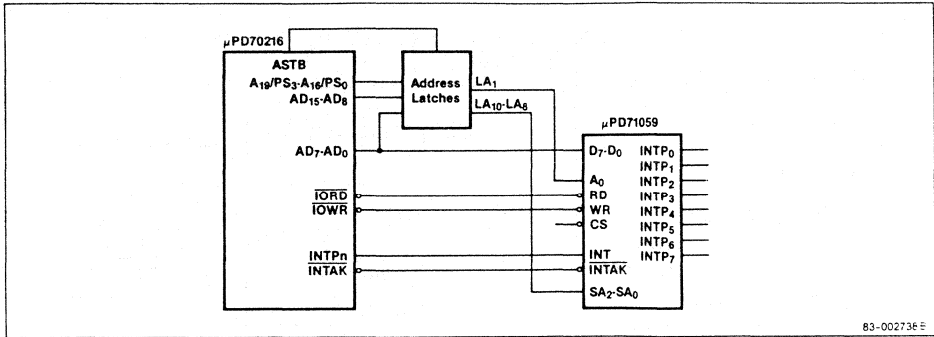 μPD70216
ASTB
A19/PS3-A16/PS0
AD15-AD8
AD7-AD0
IORD
IOWR
INTPn
INTAK
Address
Latches
LA1
LA10-LA8
μPD71059
D7-D0
A0
RD
WR
CS
INT
INTAK
SA2-SA0
INTP0
INTP1
INTP2
INTP3
INTP4
INTP5
INTP6
INTP7